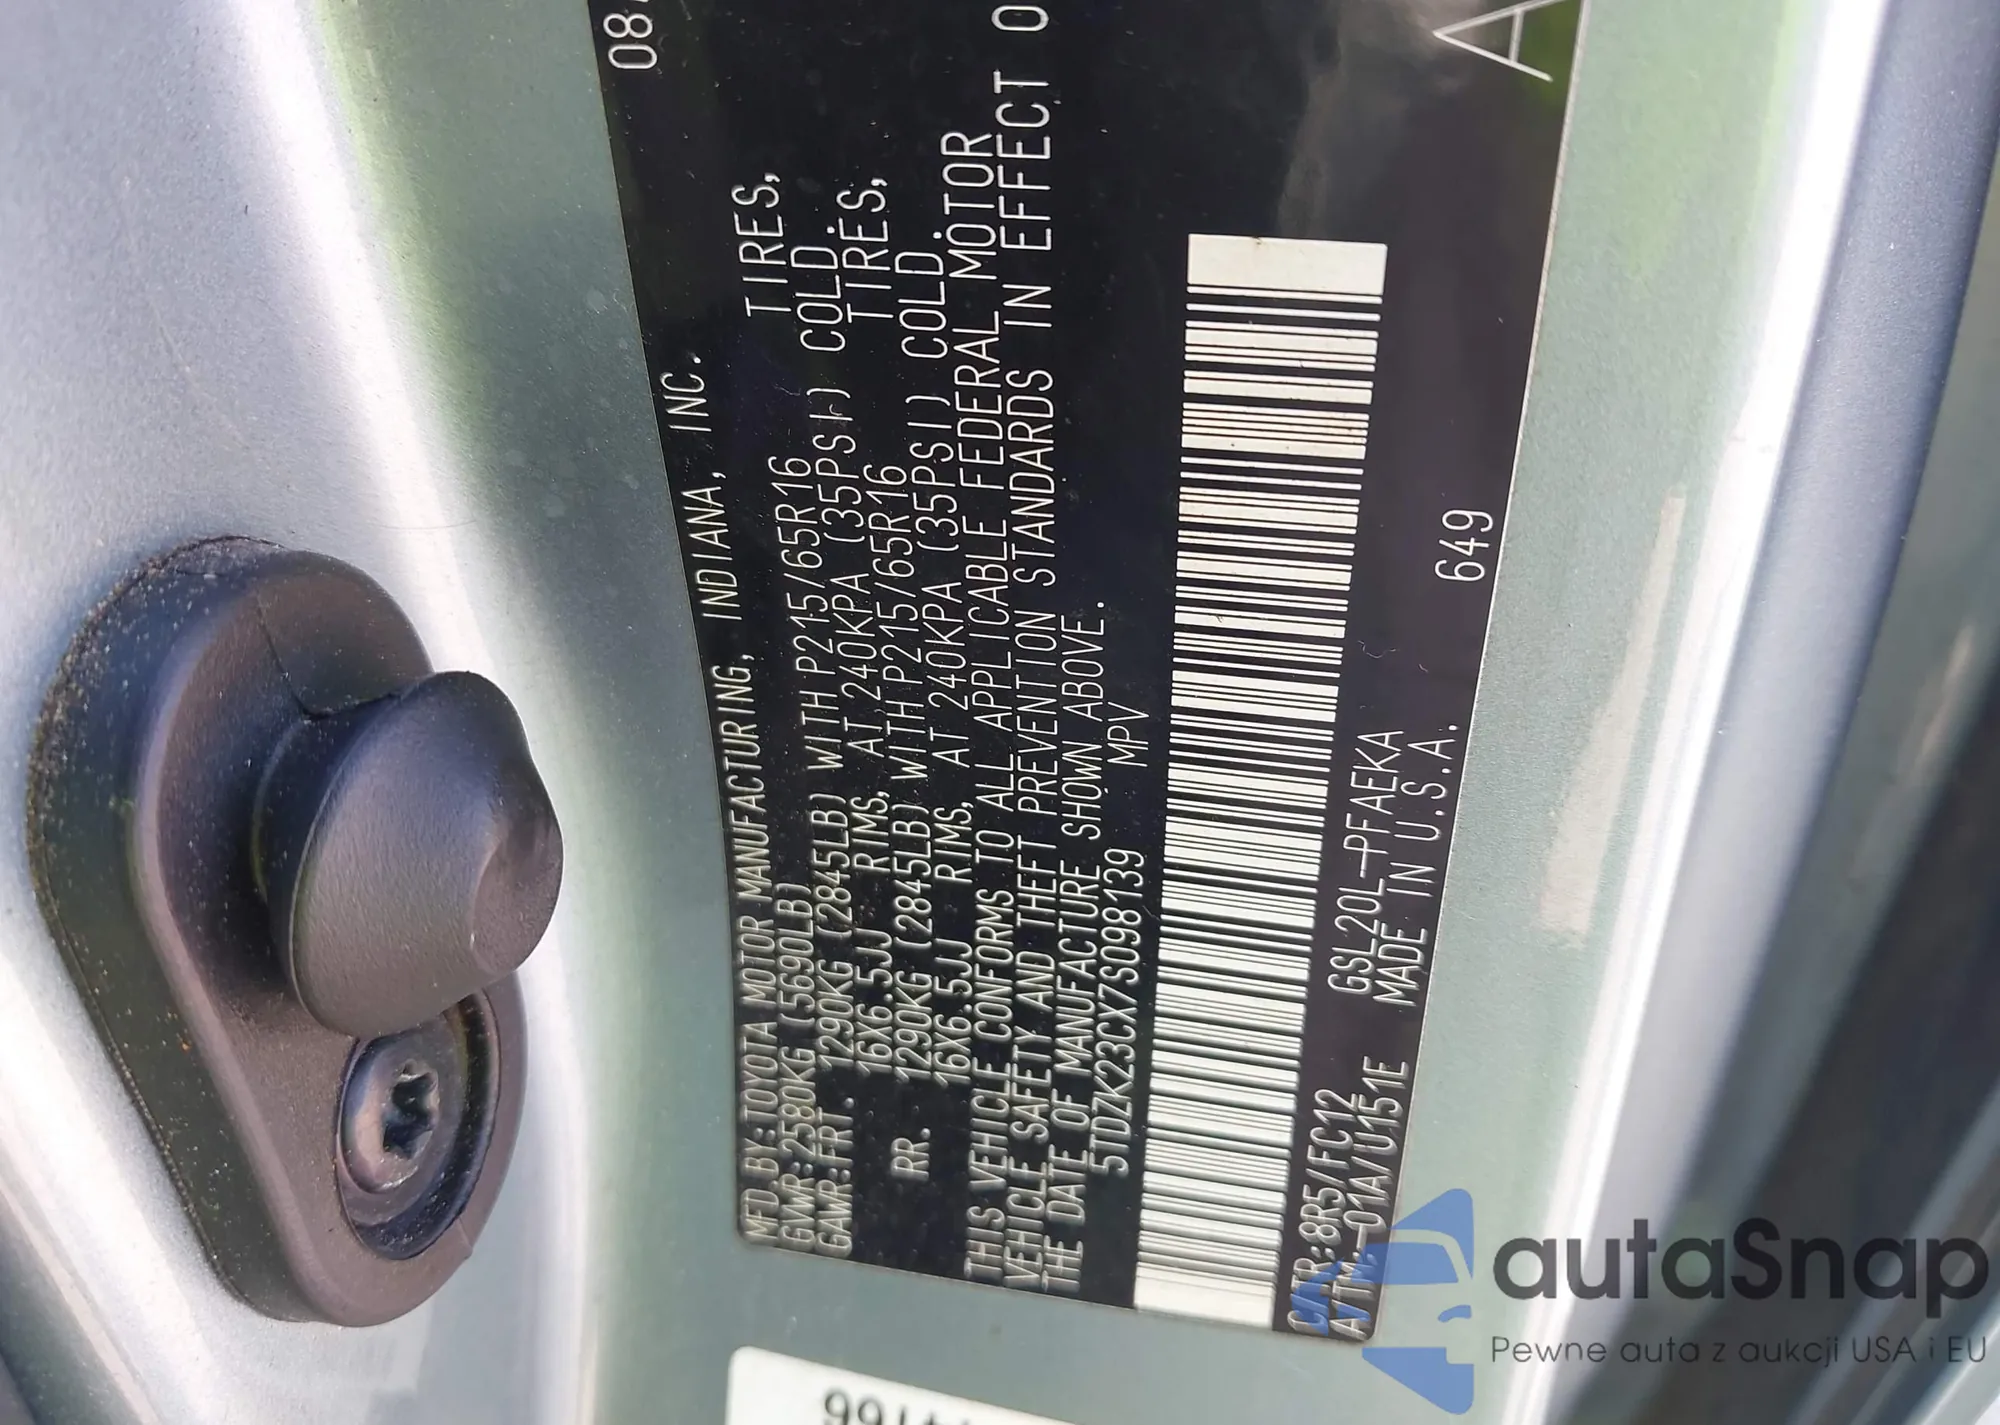 08/
MFD.BY:TOYOTA MOTOR MANUFACTURING, INDIANA, INC.
GVWR:2580KG(5690LB)
GAWR:FRT. 1290KG(2845LB)WITH P215/65R16 TIRES,
16X6.5JJ RIMS, AT 240KPA(35PSI) COLD.
RR. 1290KG(2845LB)WITH P215/65R16 TIRES,
16X6.5JJ RIMS, AT 240KPA(35PSI) COLD.
THIS VEHICLE CONFORMS TO ALL APPLICABLE FEDERAL MOTOR
VEHICLE SAFETY AND THEFT PREVENTION STANDARDS IN EFFECT O
THE DATE OF MANUFACTURE SHOWN ABOVE.
5TDZK23CX7S098139 MPV
C/TR:8R5/FC12 GSL20L-PFAEKA
A/TM:-01A/U151E MADE IN U.S.A. 649
A
autaSnap
Pewne auta z aukcji USA i EU